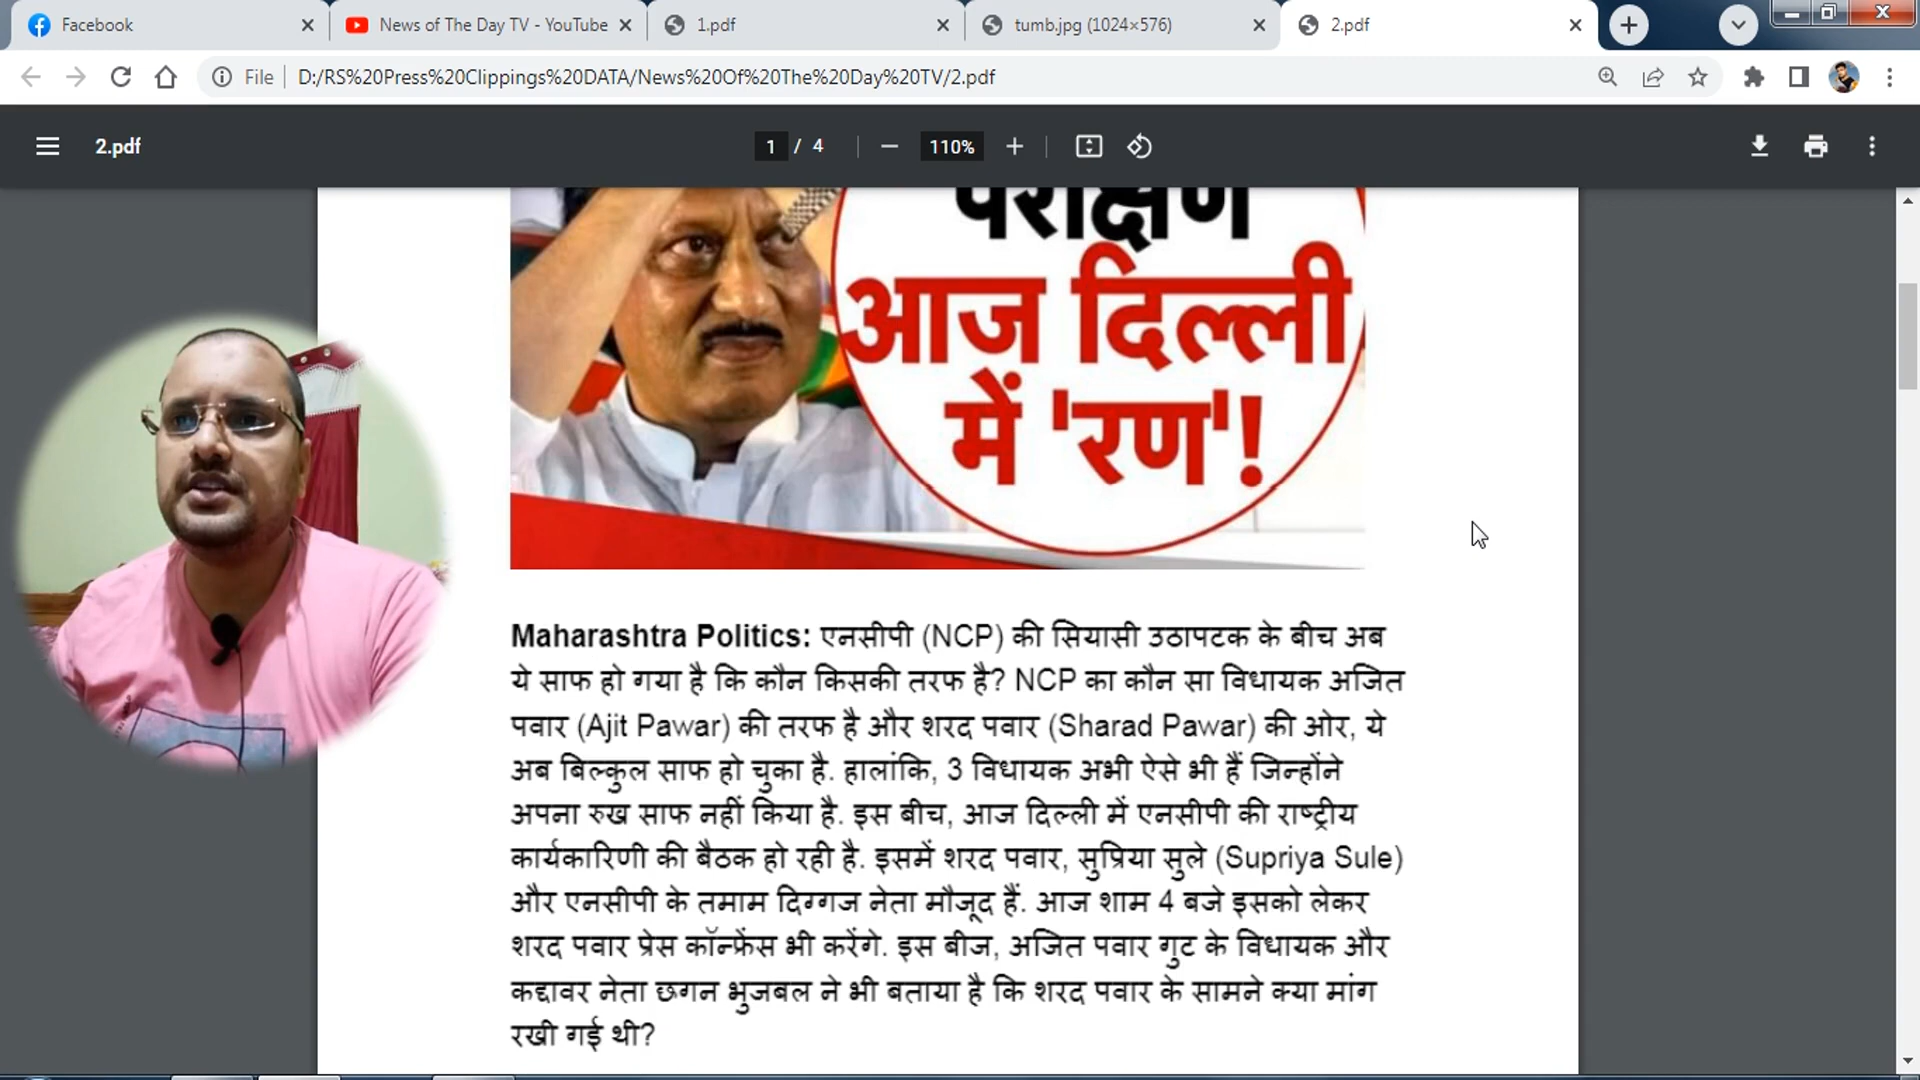 Facebook
News of The Day TV - YouTube
1.pdf
tumb.jpg (1024×576)
2.pdf
File
D:/RS%20Press%20Clippings%20DATA/News%20Of%20The%20Day%20TV/2.pdf
2.pdf
1 / 4
110%
परीक्षण
आज दिल्ली
में 'रण'!
Maharashtra Politics: एनसीपी (NCP) की सियासी उठापटक के बीच अब
ये साफ हो गया है कि कौन किसकी तरफ है? NCP का कौन सा विधायक अजित
पवार (Ajit Pawar) की तरफ है और शरद पवार (Sharad Pawar) की ओर, ये
अब बिल्कुल साफ हो चुका है. हालांकि, 3 विधायक अभी ऐसे भी हैं जिन्होंने
अपना रुख साफ नहीं किया है. इस बीच, आज दिल्ली में एनसीपी की राष्ट्रीय
कार्यकारिणी की बैठक हो रही है. इसमें शरद पवार, सुप्रिया सुले (Supriya Sule)
और एनसीपी के तमाम दिग्गज नेता मौजूद हैं. आज शाम 4 बजे इसको लेकर
शरद पवार प्रेस कॉन्फ्रेंस भी करेंगे. इस बीज, अजित पवार गुट के विधायक और
कद्दावर नेता छगन भुजबल ने भी बताया है कि शरद पवार के सामने क्या मांग
रखी गई थी?